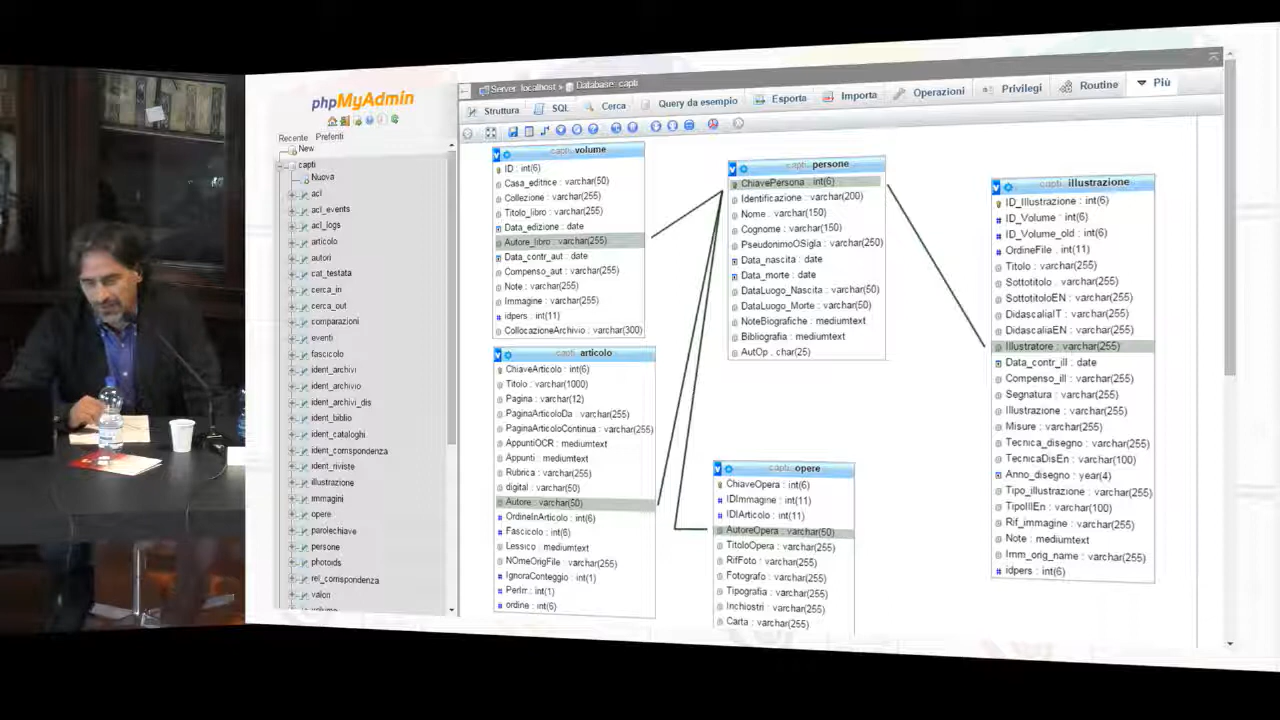 phpMyAdmin
Recente Preferiti
New
capti
Nuova
acl
acl_events
acl_logs
articolo
autori
cat_testata
cerca_in
cerca_out
comparazioni
eventi
fascicolo
ident_archivi
ident_archivio
ident_archivi_dis
ident_biblio
ident_cataloghi
ident_corrispondenza
ident_riviste
illustrazione
immagini
opere
parolechiave
persone
photoids
rel_corrispondenza
valori
volume
Server: localhost » Database: capti
Struttura SQL Cerca Query da esempio Esporta Importa Operazioni Privilegi Routine Più
capti volume
ID : int(6)
Casa_editrice : varchar(50)
Collezione : varchar(255)
Titolo_libro : varchar(255)
Data_edizione : date
Autore_libro : varchar(255)
Data_contr_aut : date
Compenso_aut : varchar(255)
Note : varchar(255)
Immagine : varchar(255)
idpers : int(11)
CollocazioneArchivio : varchar(300)
capti articolo
ChiaveArticolo : int(6)
Titolo : varchar(1000)
Pagina : varchar(12)
PaginaArticoloDa : varchar(255)
PaginaArticoloContinua : varchar(255)
AppuntiOCR : mediumtext
Appunti : mediumtext
Rubrica : varchar(255)
digital : varchar(50)
Autore : varchar(50)
OrdineInArticolo : int(6)
Fascicolo : int(6)
Lessico : mediumtext
NOmeOrigFile : varchar(255)
IgnoraConteggio : int(1)
PerIrr : int(1)
ordine : int(6)
capti persone
ChiavePersona : int(6)
Identificazione : varchar(200)
Nome : varchar(150)
Cognome : varchar(150)
PseudonimoOSigla : varchar(250)
Data_nascita : date
Data_morte : date
DataLuogo_Nascita : varchar(50)
DataLuogo_Morte : varchar(50)
NoteBiografiche : mediumtext
Bibliografia : mediumtext
AutOp : char(25)
capti opere
ChiaveOpera : int(6)
IDImmagine : int(11)
IDIArticolo : int(11)
AutoreOpera : varchar(50)
TitoloOpera : varchar(255)
RifFoto : varchar(255)
Fotografo : varchar(255)
Tipografia : varchar(255)
Inchiostri : varchar(255)
Carta : varchar(255)
capti illustrazione
ID_Illustrazione : int(6)
ID_Volume : int(6)
ID_Volume_old : int(6)
OrdineFile : int(11)
Titolo : varchar(255)
Sottotitolo : varchar(255)
SottotitoloEN : varchar(255)
DidascaliaIT : varchar(255)
DidascaliaEN : varchar(255)
Illustratore : varchar(255)
Data_contr_ill : date
Compenso_ill : varchar(255)
Segnatura : varchar(255)
Illustrazione : varchar(255)
Misure : varchar(255)
Tecnica_disegno : varchar(255)
TecnicaDisEn : varchar(100)
Anno_disegno : year(4)
Tipo_illustrazione : varchar(255)
TipoIllEn : varchar(100)
Rif_immagine : varchar(255)
Note : mediumtext
Imm_orig_name : varchar(255)
idpers : int(6)